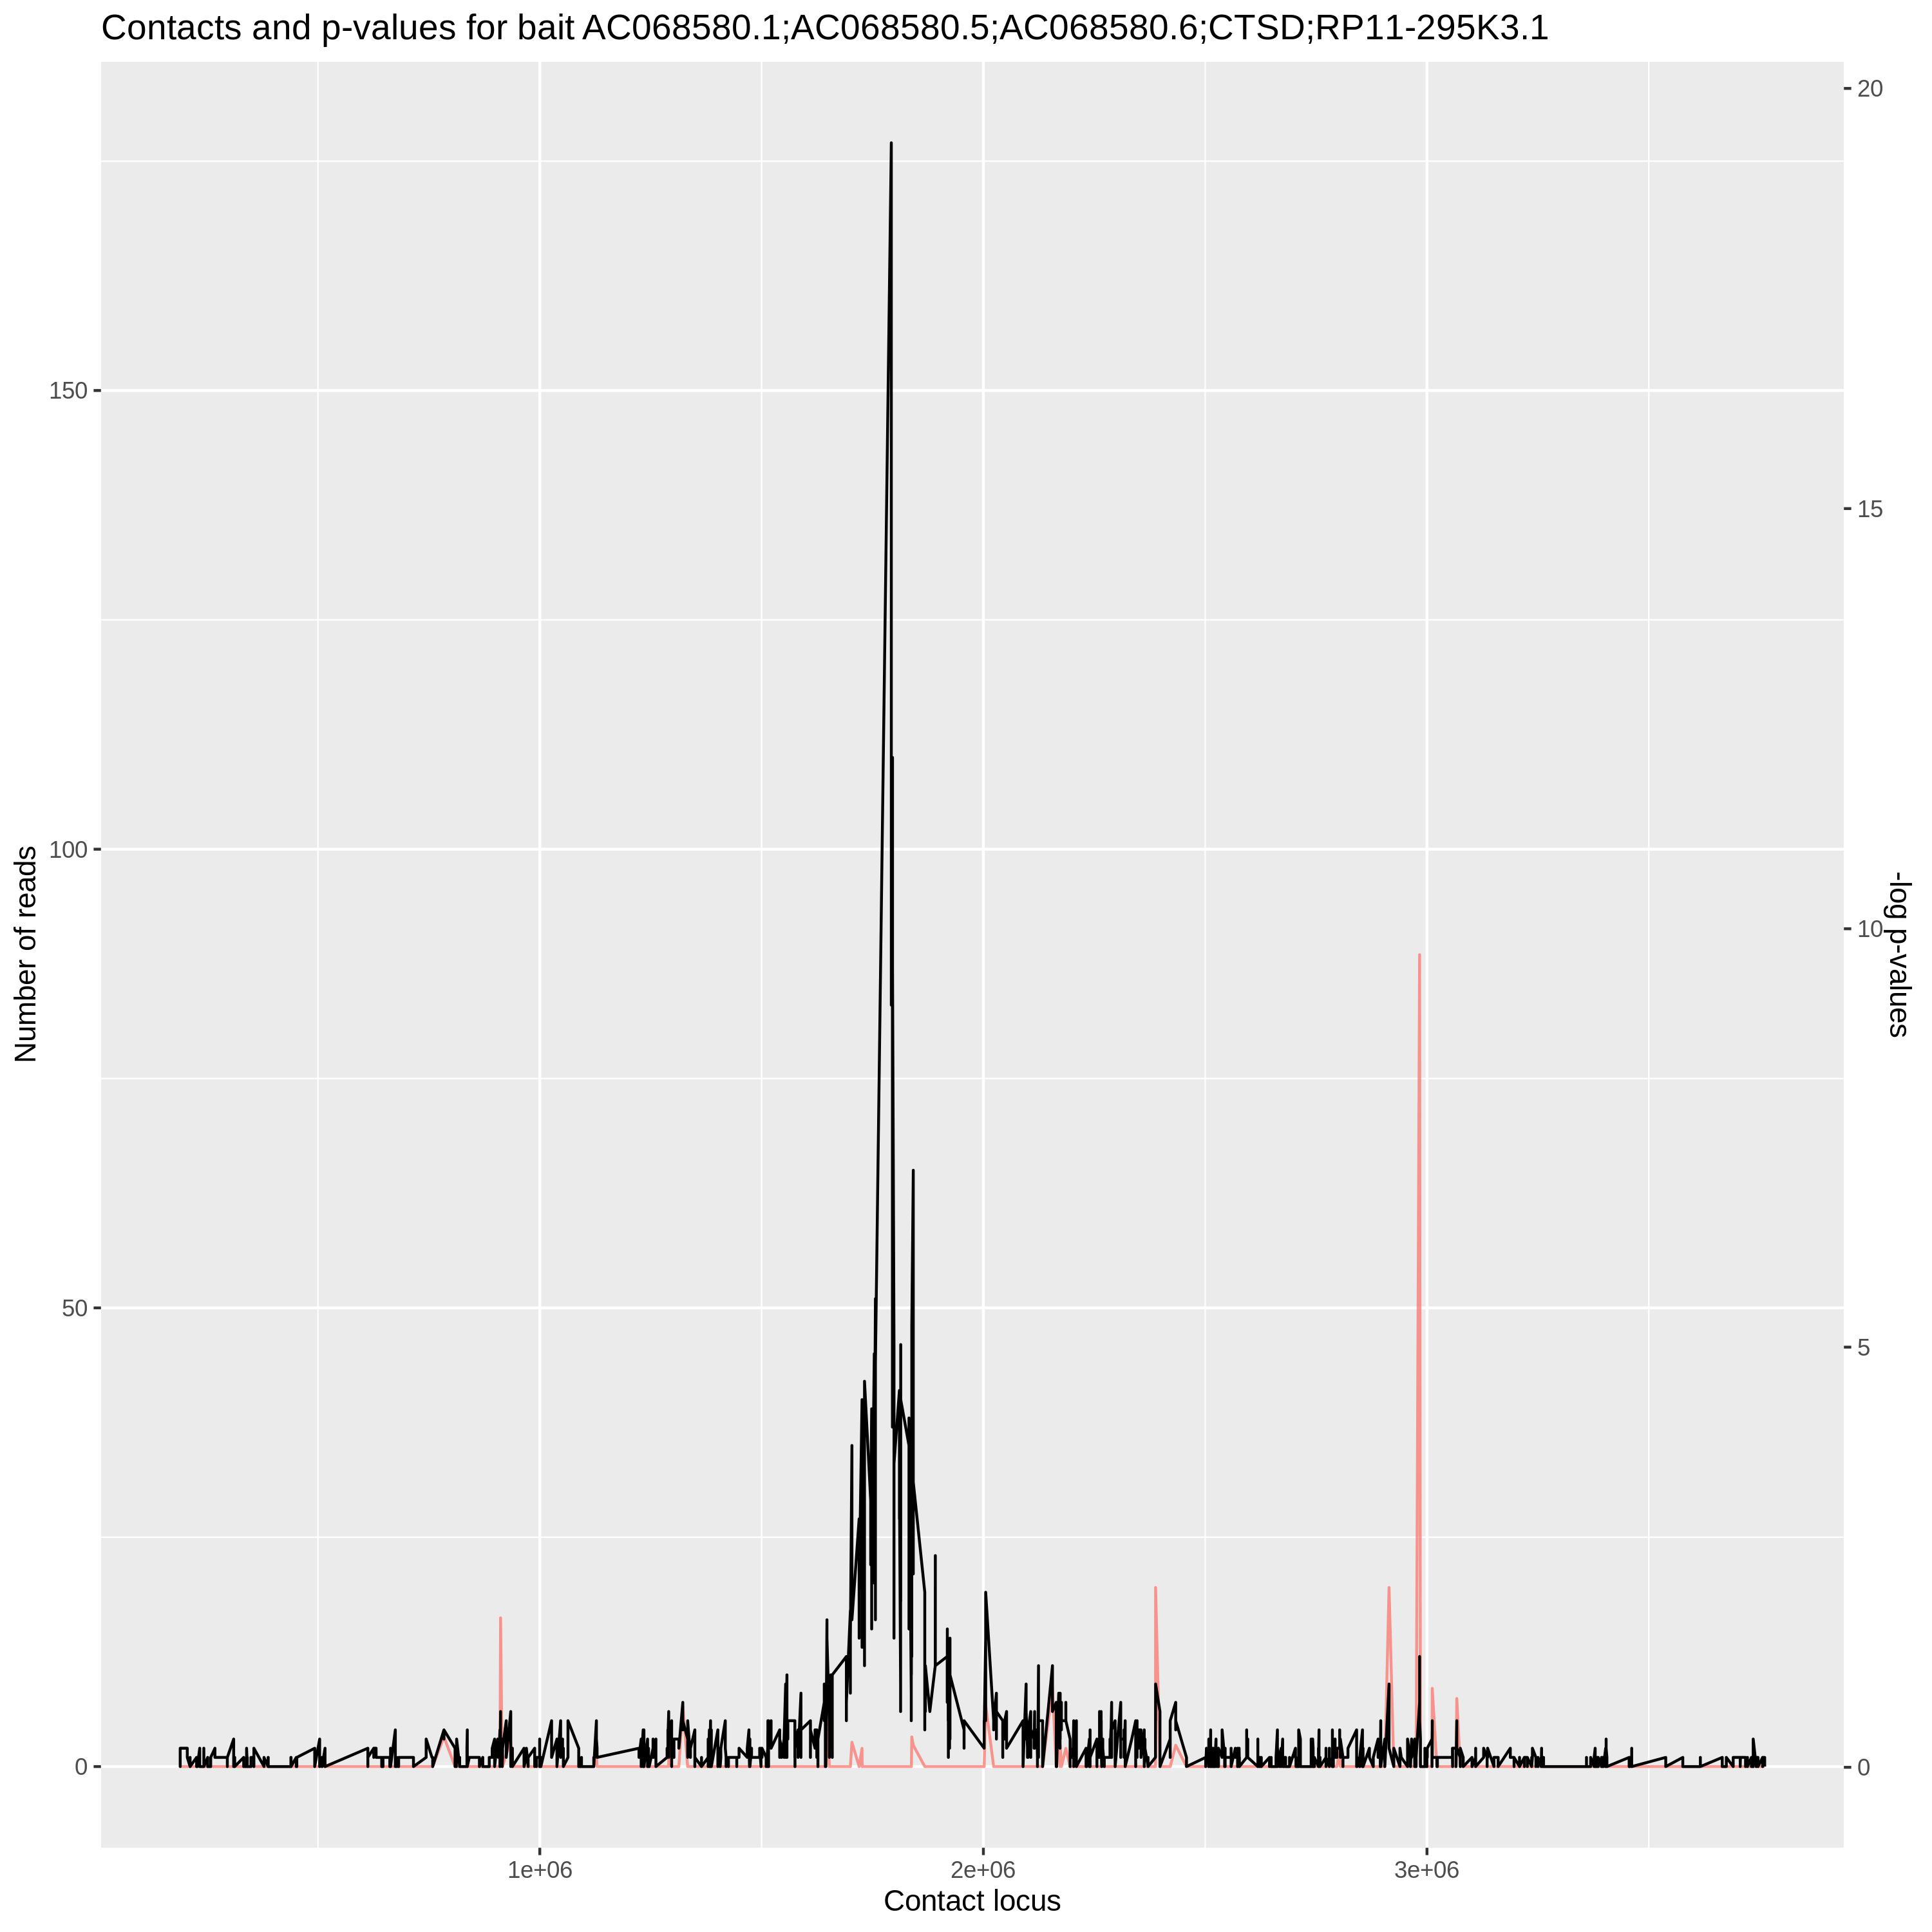 Contacts and p-values for bait AC068580.1;AC068580.5;AC068580.6;CTSD;RP11-295K3.1
20
150
15
100
Number of reads
10
-log p-values
50
5
0
0
1e+06
2e+06
3e+06
Contact locus